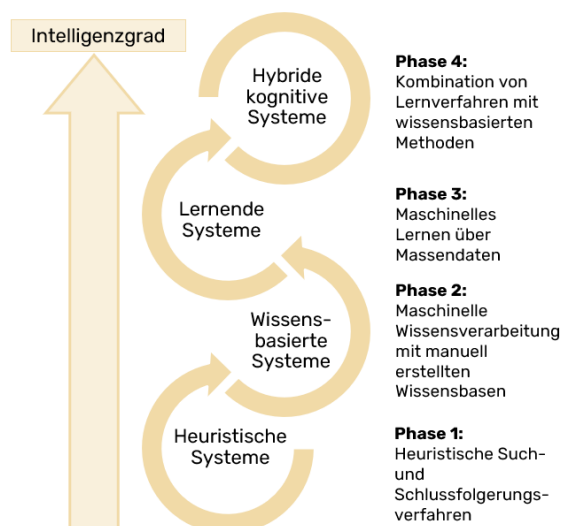 Intelligenzgrad
Hybride
kognitive
Systeme
Phase 4:
Kombination von
Lernverfahren mit
wissensbasierten
Methoden
Lernende
Systeme
Phase 3:
Maschinelles
Lernen über
Massendaten
Wissens-
basierte
Systeme
Phase 2:
Maschinelle
Wissensverarbeitung
mit manuell
erstellten
Wissensbasen
Heuristische
Systeme
Phase 1:
Heuristische Such-
und
Schlussfolgerungs-
verfahren